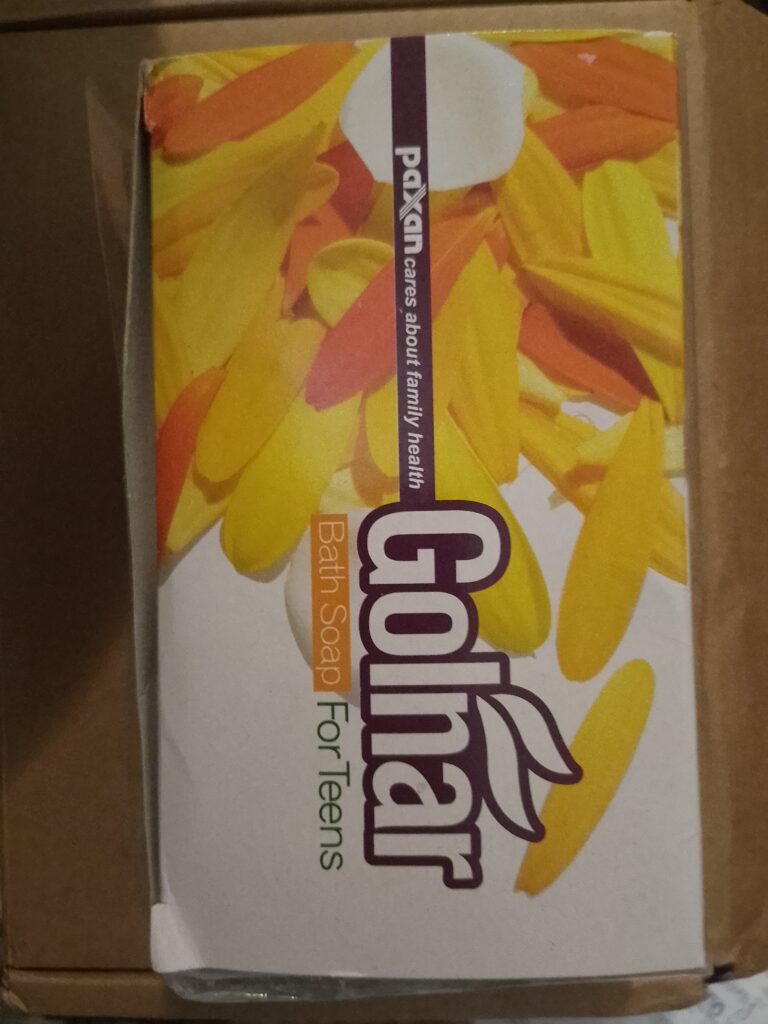 paxan cares about family health
Golnar
Bath Soap For Teens